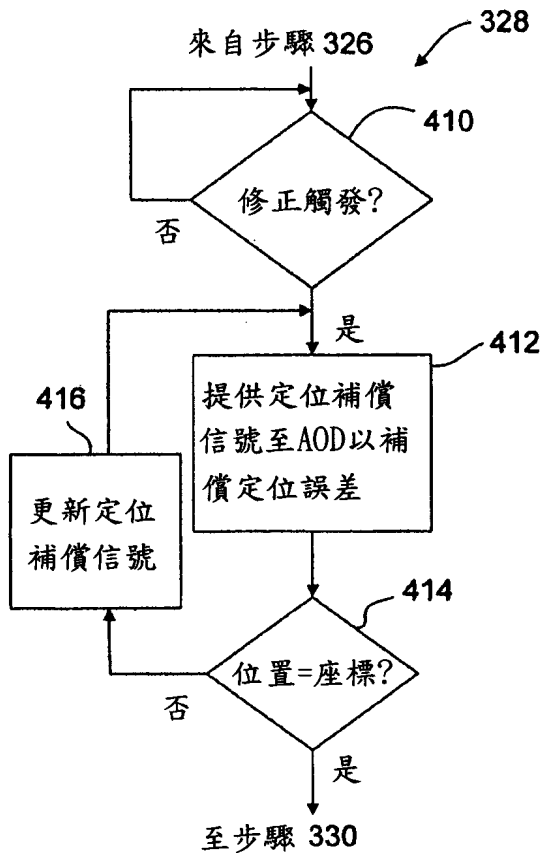 328
來自步驟 326
410
修正觸發?
否
是
412
提供定位補償
信號至AOD以補
償定位誤差
416
更新定位
補償信號
414
位置=座標?
否
是
至步驟 330